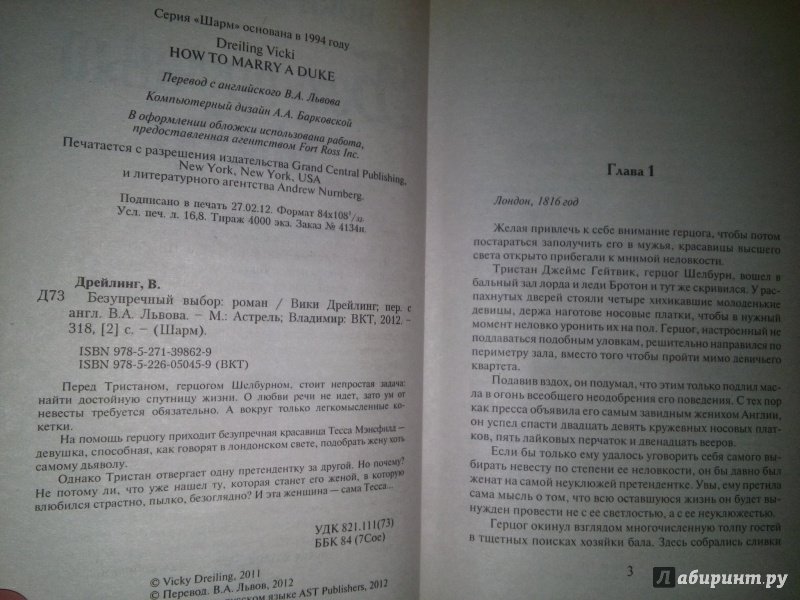 Серия «Шарм» основана в 1994 году
Dreiling Vicki
HOW TO MARRY A DUKE
Перевод с английского В.А. Львова
Компьютерный дизайн А.А. Барковской
В оформлении обложки использована работа,
предоставленная агентством Fort Ross Inc.
Печатается с разрешения издательства Grand Central Publishing,
New York, New York, USA
и литературного агентства Andrew Nurnberg.
Подписано в печать 27.02.12. Формат 84x108 1/32.
Усл. печ. л. 16,8. Тираж 4000 экз. Заказ № 4134и.
Дрейлинг, В.
Д73 Безупречный выбор: роман / Вики Дрейлинг; пер. с
англ. В.А. Львова. – М.: Астрель; Владимир: ВКТ, 2012. –
318, [2] с. – (Шарм).
ISBN 978-5-271-39862-9
ISBN 978-5-226-05045-9 (ВКТ)
Перед Тристаном, герцогом Шелбурном, стоит непростая задача:
найти достойную спутницу жизни. О любви речи не идет, зато ум от
невесты требуется обязательно. А вокруг только легкомысленные ко-
кетки.
На помощь герцогу приходит безупречная красавица Тесса Мэнсфилд –
девушка, способная, как говорят в лондонском свете, подобрать жену хоть
самому дьяволу.
Однако Тристан отвергает одну претендентку за другой. Но почему?
Не потому ли, что уже нашел ту, которая станет его женой, в которую
влюбился страстно, пылко, безоглядно? И эта женщина – сама Тесса...
УДК 821.111(73)
ББК 84 (7Сое)
© Vicky Dreiling, 2011
© Перевод. В.А. Львов, 2012
русском языке AST Publishers, 2012
Глава 1
Лондон, 1816 год
Желая привлечь к себе внимание герцога, чтобы потом
постараться заполучить его в мужья, красавицы высшего
света открыто прибегали к мнимой неловкости.
Тристан Джеймс Гейтвик, герцог Шелбурн, вошел в
бальный зал лорда и леди Бротон и тут же скривился. У рас-
пахнутых дверей стояли четыре хихикавшие молоденькие
девицы, держа наготове носовые платки, чтобы в нужный
момент неловко уронить их на пол. Герцог, настроенный не
поддаваться подобным уловкам, решительно направился по
периметру зала, вместо того чтобы пройти мимо девичьего
квартета.
Подавив вздох, он подумал, что этим только подлил мас-
ла в огонь всеобщего неодобрения его поведения. С тех пор
как пресса объявила его самым завидным женихом Англии,
он успел спасти двадцать девять кружевных носовых плат-
ков, пять лайковых перчаток и двенадцать вееров.
Если бы только ему удалось уговорить себя самого вы-
бирать невесту по степени ее неловкости, он бы давно был
женат на самой неуклюжей претендентке. Увы, ему претила
сама мысль о том, что всю оставшуюся жизнь он будет вы-
нужден провести не с ее светлостью, а с ее неуклюжестью.
Герцог окинул взглядом многочисленную толпу гостей
в тщетных поисках хозяйки бала. Здесь собрались сливки
3
Лабиринт.ру